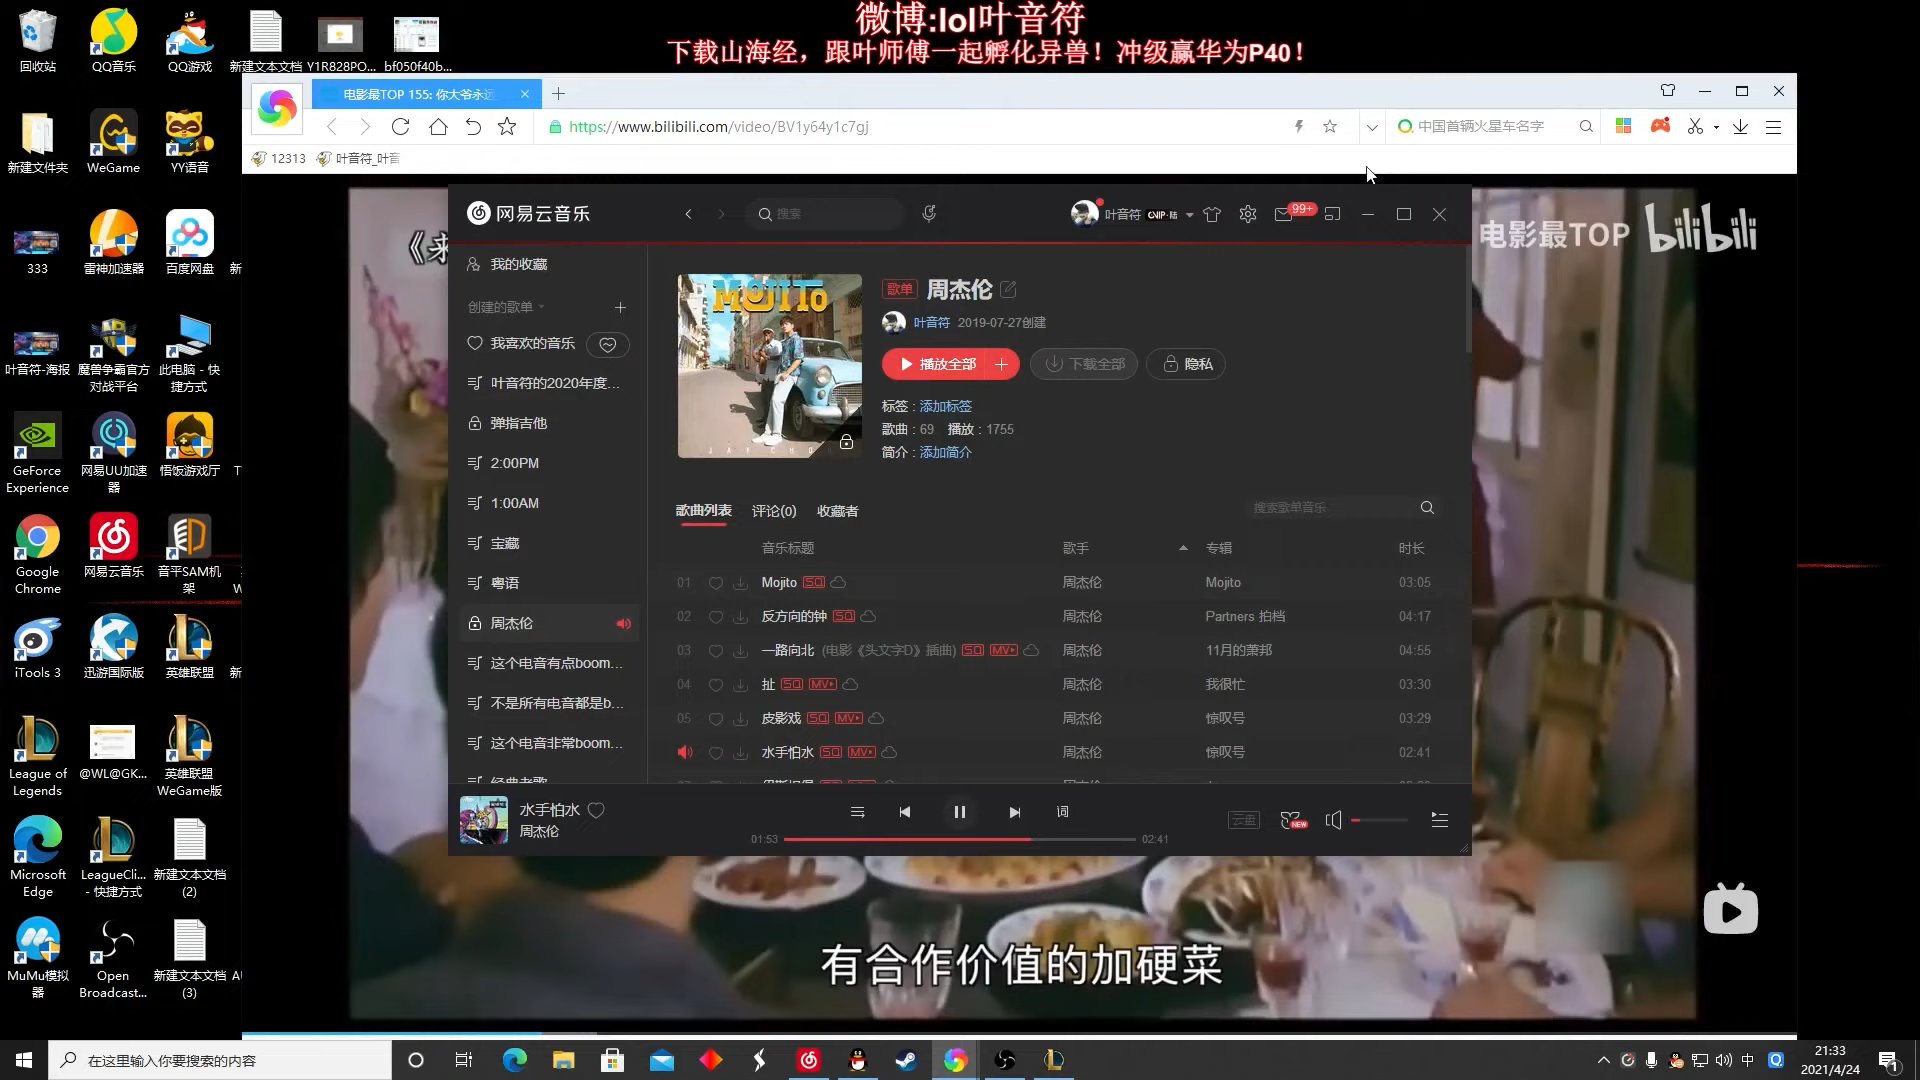 微博:lol叶音符
下载山海经，跟叶师傅一起孵化异兽！冲级赢华为P40！
回收站
QQ音乐
QQ游戏
新建文本文档
Y1R828PO...
bf050f40b...
新建文件夹
WeGame
YY语音
333
雷神加速器
百度网盘
叶音符-海报
魔兽争霸官方对战平台
此电脑 - 快捷方式
GeForce Experience
网易UU加速器
悟饭游戏厅
Google Chrome
网易云音乐
音平SAM机架
iTools 3
迅游国际版
英雄联盟
League of Legends
@WL@GK...
英雄联盟WeGame版
Microsoft Edge
LeagueCli... - 快捷方式
新建文本文档 (2)
MuMu模拟器
Open Broadcast...
新建文本文档 (3)
电影最TOP 155: 你大爷永远
https://www.bilibili.com/video/BV1y64y1c7gj
中国首辆火星车名字
12313
叶音符_叶音
电影最TOP bilibili
网易云音乐
搜索
叶音符
99+
我的收藏
创建的歌单
我喜欢的音乐
叶音符的2020年度...
弹指吉他
2:00PM
1:00AM
宝藏
粤语
周杰伦
这个电音有点boom...
不是所有电音都是b...
这个电音非常boom...
MOJITO
歌单 周杰伦
叶音符 2019-07-27创建
播放全部
下载全部
隐私
标签：添加标签
歌曲：69 播放：1755
简介：添加简介
歌曲列表 评论(0) 收藏者
搜索歌单音乐
音乐标题 歌手 专辑 时长
01 Mojito SQ 周杰伦 Mojito 03:05
02 反方向的钟 SQ 周杰伦 Partners 拍档 04:17
03 一路向北 (电影《头文字D》插曲) SQ MV 周杰伦 11月的萧邦 04:55
04 扯 SQ MV 周杰伦 我很忙 03:30
05 皮影戏 SQ MV 周杰伦 惊叹号 03:29
水手怕水 SQ MV 周杰伦 惊叹号 02:41
水手怕水
周杰伦
词
01:53
02:41
云盘
NEW
有合作价值的加硬菜
在这里输入你要搜索的内容
中
21:33
2021/4/24
1